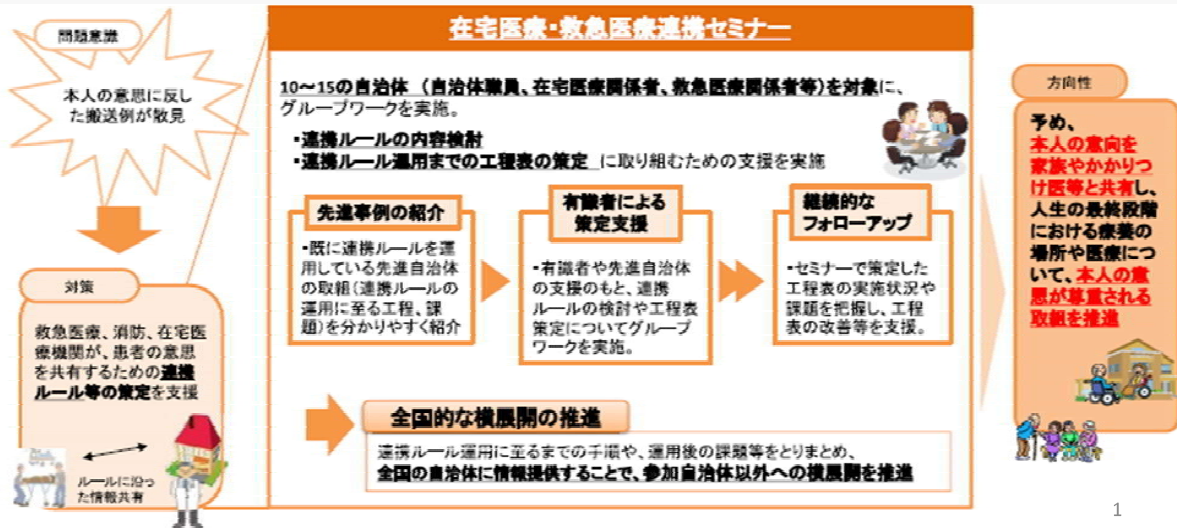 問題意識
本人の意思に反し
た搬送例が散見
対策
救急医療、消防、在宅医
療機関が、患者の意思
を共有するための連携
ルール等の策定を支援
ルールに沿っ
た情報共有
在宅医療・救急医療連携セミナー
10～15の自治体（自治体職員、在宅医療関係者、救急医療関係者等）を対象に、
グループワークを実施。
・連携ルールの内容検討
・連携ルール運用までの工程表の策定 に取り組むための支援を実施
先進事例の紹介
・既に連携ルールを運
用している先進自治体
の取組（連携ルールの
運用に至る工程、課
題）を分かりやすく紹介
有識者による
策定支援
・有識者や先進自治体
の支援のもと、連携
ルールの検討や工程表
策定についてグループ
ワークを実施。
継続的な
フォローアップ
・セミナーで策定した
工程表の実施状況や
課題を把握し、工程
表の改善等を支援。
全国的な横展開の推進
連携ルール運用に至るまでの手順や、運用後の課題等をとりまとめ、
全国の自治体に情報提供することで、参加自治体以外への横展開を推進
方向性
予め、
本人の意向を
家族やかかりつ
け医等と共有し、
人生の最終段階
における療養の
場所や医療につ
いて、本人の意
思が尊重される
取組を推進
1